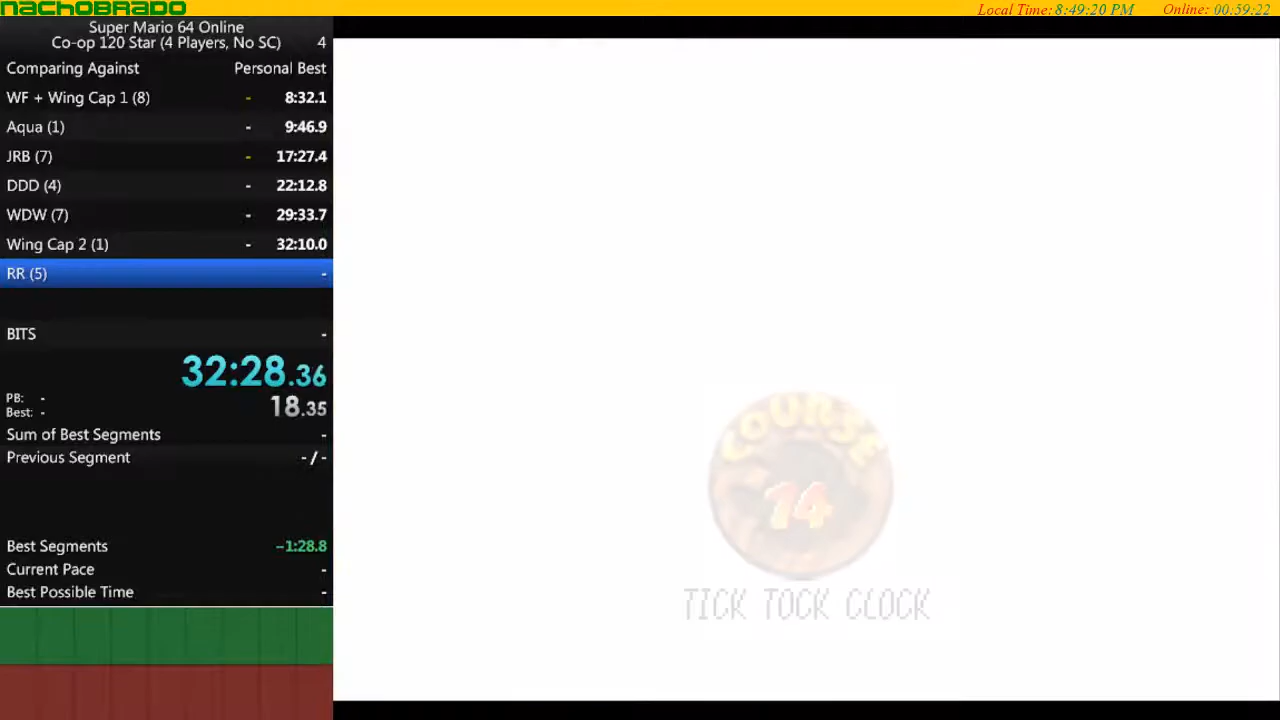 NACHOBRADO
Local Time: 8:49:20 PM Online: 00:59:22
Super Mario 64 Online
Co-op 120 Star (4 Players, No SC) 4
Comparing Against Personal Best
WF + Wing Cap 1 (8) - 8:32.1
Aqua (1) - 9:46.9
JRB (7) - 17:27.4
DDD (4) - 22:12.8
WDW (7) - 29:33.7
Wing Cap 2 (1) - 32:10.0
RR (5) -
BITS -
32:28.36
PB: -
Best: - 18.35
Sum of Best Segments -
Previous Segment - / -
Best Segments −1:28.8
Current Pace -
Best Possible Time -
COURSE
14
TICK TOCK CLOCK